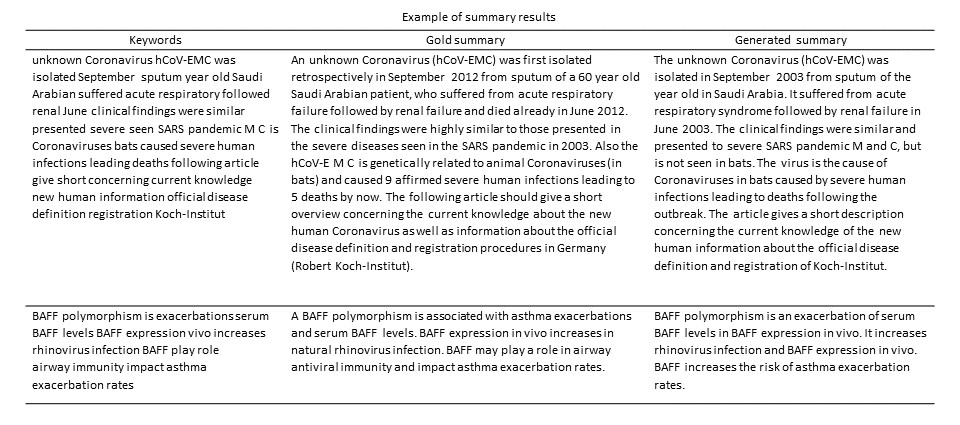 Example of summary results
Keywords
Gold summary
Generated summary
unknown Coronavirus hCoV-EMC was
isolated September sputum year old Saudi
Arabian suffered acute respiratory followed
renal June clinical findings were similar
presented severe seen SARS pandemic M C is
Coronaviruses bats caused severe human
infections leading deaths following article
give short concerning current knowledge
new human information official disease
definition registration Koch-Institut
An unknown Coronavirus (hCoV-EMC) was first isolated
retrospectively in September 2012 from sputum of a 60 year old
Saudi Arabian patient, who suffered from acute respiratory
failure followed by renal failure and died already in June 2012.
The clinical findings were highly similar to those presented in
the severe diseases seen in the SARS pandemic in 2003. Also the
hCoV-E M C is genetically related to animal Coronaviruses (in
bats) and caused 9 affirmed severe human infections leading to
5 deaths by now. The following article should give a short
overview concerning the current knowledge about the new
human Coronavirus as well as information about the official
disease definition and registration procedures in Germany
(Robert Koch-Institut).
The unknown Coronavirus (hCoV-EMC) was
isolated in September 2003 from sputum of the
year old in Saudi Arabia. It suffered from acute
respiratory syndrome followed by renal failure in
June 2003. The clinical findings were similar and
presented to severe SARS pandemic M and C, but
is not seen in bats. The virus is the cause of
Coronaviruses in bats caused by severe human
infections leading to deaths following the
outbreak. The article gives a short description
concerning the current knowledge of the new
human information about the official disease
definition and registration of Koch-Institut.
BAFF polymorphism is exacerbations serum
BAFF levels BAFF expression vivo increases
rhinovirus infection BAFF play role
airway immunity impact asthma
exacerbation rates
A BAFF polymorphism is associated with asthma exacerbations
and serum BAFF levels. BAFF expression in vivo increases in
natural rhinovirus infection. BAFF may play a role in airway
antiviral immunity and impact asthma exacerbation rates.
BAFF polymorphism is an exacerbation of serum
BAFF levels in BAFF expression in vivo. It increases
rhinovirus infection and BAFF expression in vivo.
BAFF increases the risk of asthma exacerbation
rates.